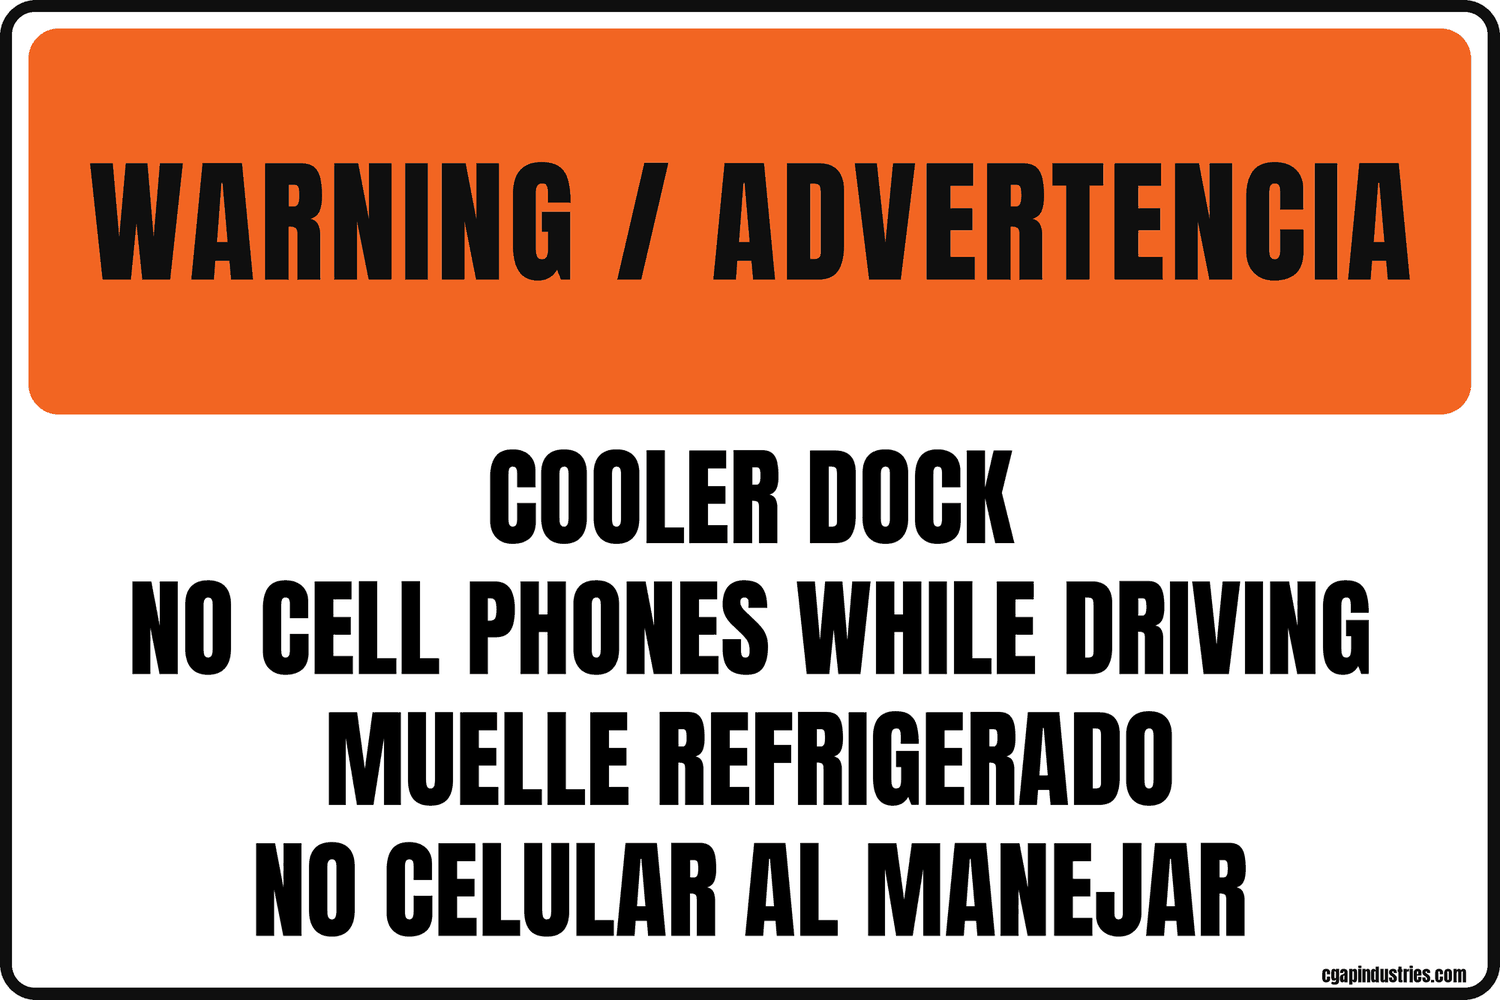 WARNING / ADVERTENCIA
COOLER DOCK
NO CELL PHONES WHILE DRIVING
MUELLE REFRIGERADO
NO CELULAR AL MANEJAR
cgapindustries.com